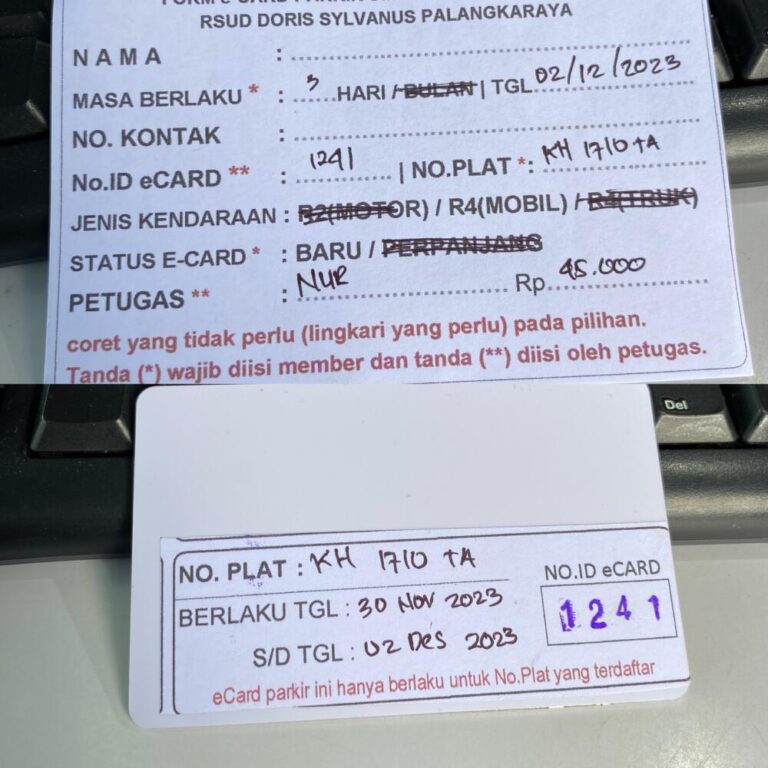 RSUD DORIS SYLVANUS PALANGKARAYA
NAMA :
MASA BERLAKU * : 3 HARI / BULAN | TGL 02/12/2023
NO. KONTAK :
No.ID eCARD ** : 1241 | NO.PLAT *: KH 1710 TA
JENIS KENDARAAN : R2(MOTOR) / R4(MOBIL) / R4(TRUK)
STATUS E-CARD * : BARU / PERPANJANG
PETUGAS ** : NUR Rp. 45.000
coret yang tidak perlu (lingkari yang perlu) pada pilihan.
Tanda (*) wajib diisi member dan tanda (**) diisi oleh petugas.
Del
NO. PLAT : KH 1710 TA
NO.ID eCARD
BERLAKU TGL : 30 Nov 2023
1241
S/D TGL : 02 Des 2023
eCard parkir ini hanya berlaku untuk No.Plat yang terdaftar